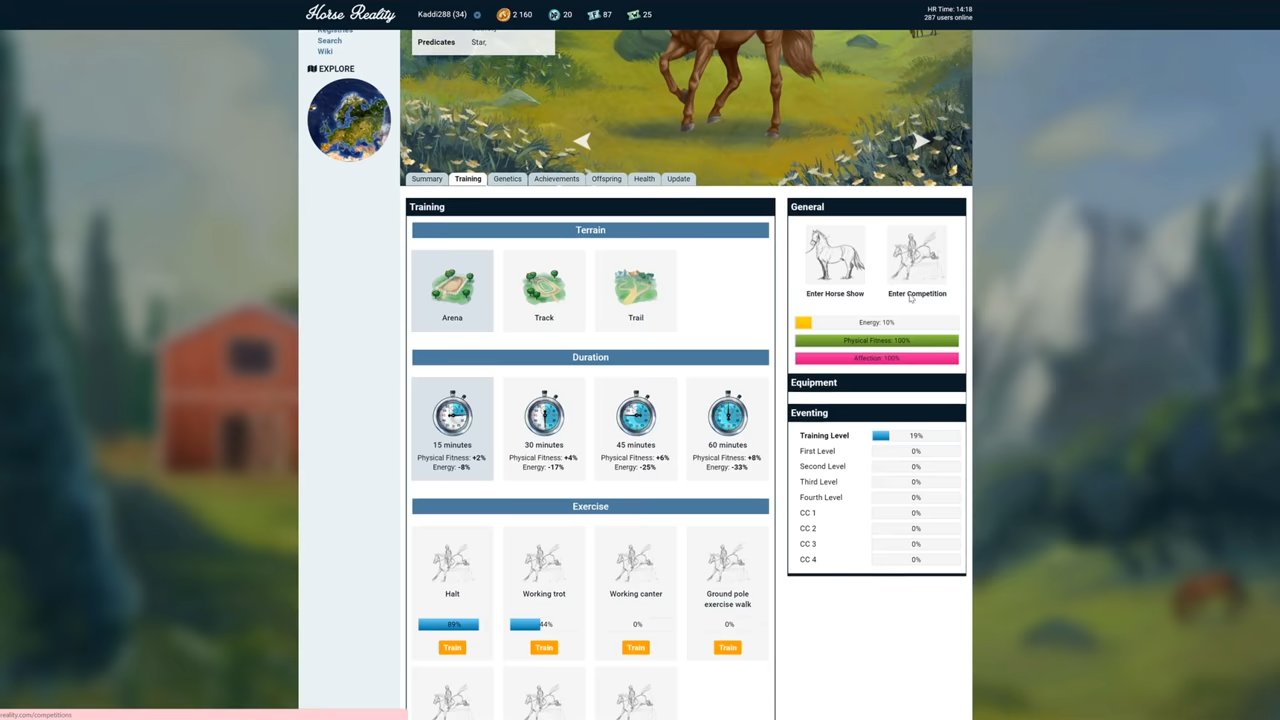 Horse Reality
Kaddi288 (34) 2 160 20 87 25
HR Time: 14:18
287 users online
Registries
Search
Wiki
EXPLORE
Predicates Star,
Summary Training Genetics Achievements Offspring Health Update
Training
Terrain
Arena Track Trail
Duration
15 minutes 30 minutes 45 minutes 60 minutes
Physical Fitness: +2% Physical Fitness: +4% Physical Fitness: +6% Physical Fitness: +8%
Energy: -8% Energy: -17% Energy: -25% Energy: -33%
Exercise
Halt Working trot Working canter Ground pole
exercise walk
89% 44% 0% 0%
Train Train Train Train
General
Enter Horse Show Enter Competition
Energy: 10%
Physical Fitness: 100%
Affection: 100%
Equipment
Eventing
Training Level 19%
First Level 0%
Second Level 0%
Third Level 0%
Fourth Level 0%
CC 1 0%
CC 2 0%
CC 3 0%
CC 4 0%
reality.com/competitions